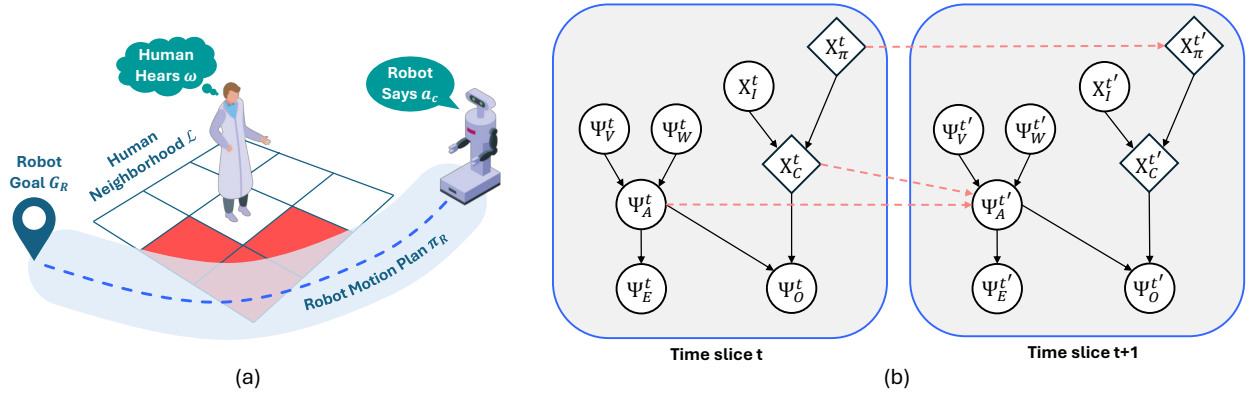 Human
Hears ω
Robot
Says a_c
Human
Neighborhood ℒ
Robot
Goal G_R
Robot Motion Plan π_R
(a)
X_π^t
X_I^t
Ψ_V^t
Ψ_W^t
X_C^t
Ψ_A^t
Ψ_E^t
Ψ_O^t
Time slice t
X_π^t'
X_I^t'
Ψ_V^t'
Ψ_W^t'
X_C^t'
Ψ_A^t'
Ψ_E^t'
Ψ_O^t'
Time slice t+1
(b)